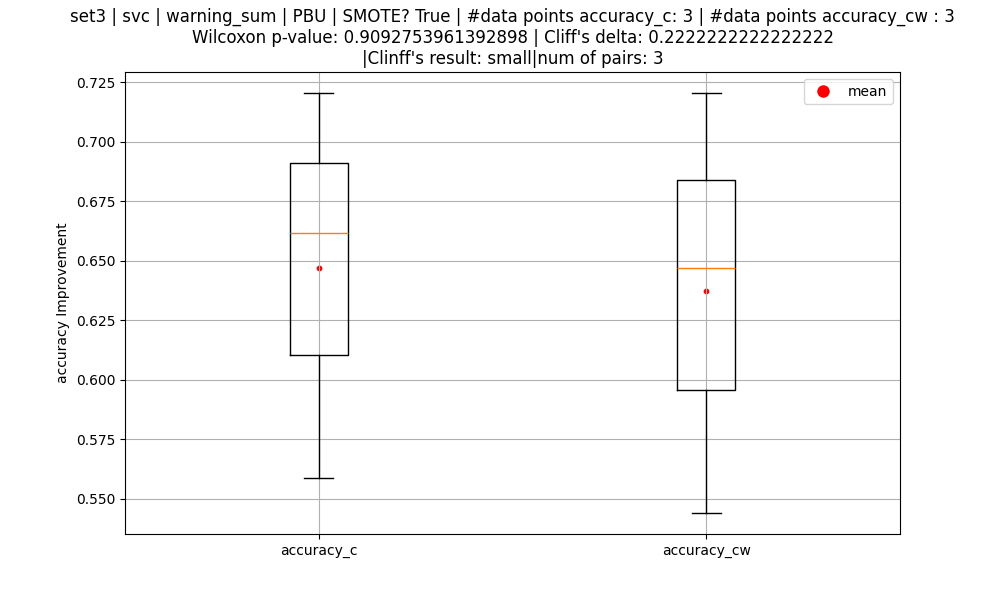 set3 | svc | warning_sum | PBU | SMOTE? True | #data points accuracy_c: 3 | #data points accuracy_cw : 3
Wilcoxon p-value: 0.9092753961392898 | Cliff's delta: 0.2222222222222222
|Clinff's result: small|num of pairs: 3
mean
0.725
0.700
0.675
0.650
0.625
0.600
0.575
0.550
accuracy Improvement
accuracy_c
accuracy_cw